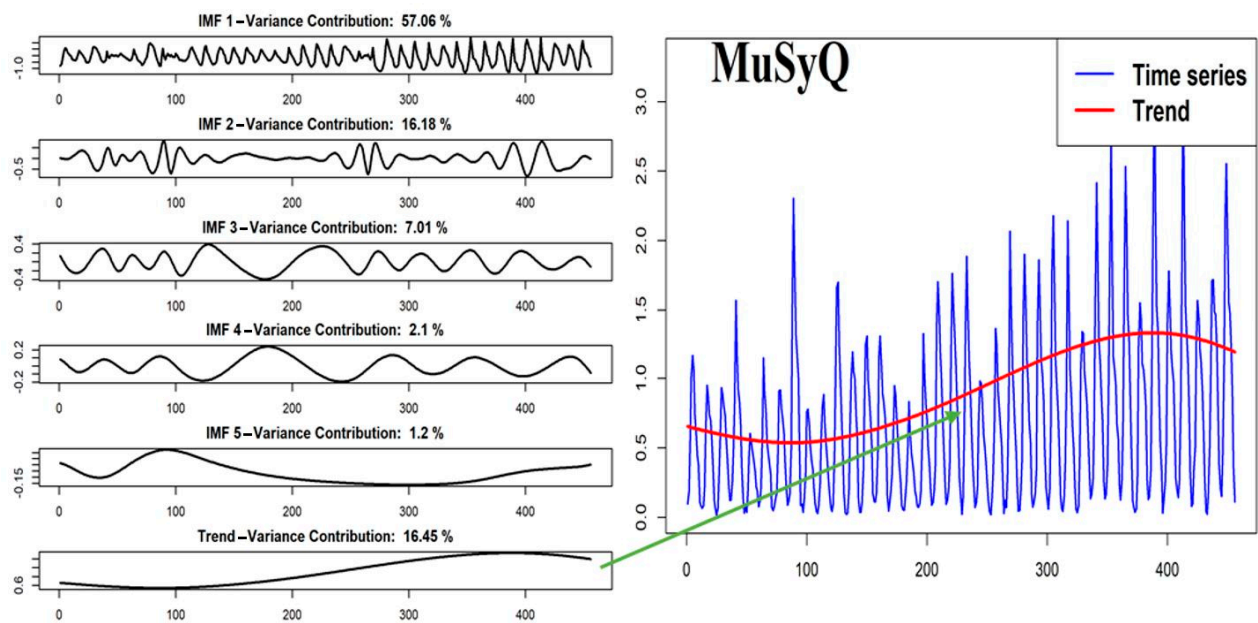 IMF 1 – Variance Contribution: 57.06 %
-1.0
0 100 200 300 400
IMF 2 – Variance Contribution: 16.18 %
-0.5
0 100 200 300 400
IMF 3 – Variance Contribution: 7.01 %
0.4
-0.4
0 100 200 300 400
IMF 4 – Variance Contribution: 2.1 %
0.2
-0.2
0 100 200 300 400
IMF 5 – Variance Contribution: 1.2 %
-0.15
0 100 200 300 400
Trend – Variance Contribution: 16.45 %
0.6
0 100 200 300 400
MuSyQ
Time series
Trend
3.0
2.5
2.0
1.5
1.0
0.5
0.0
0 100 200 300 400